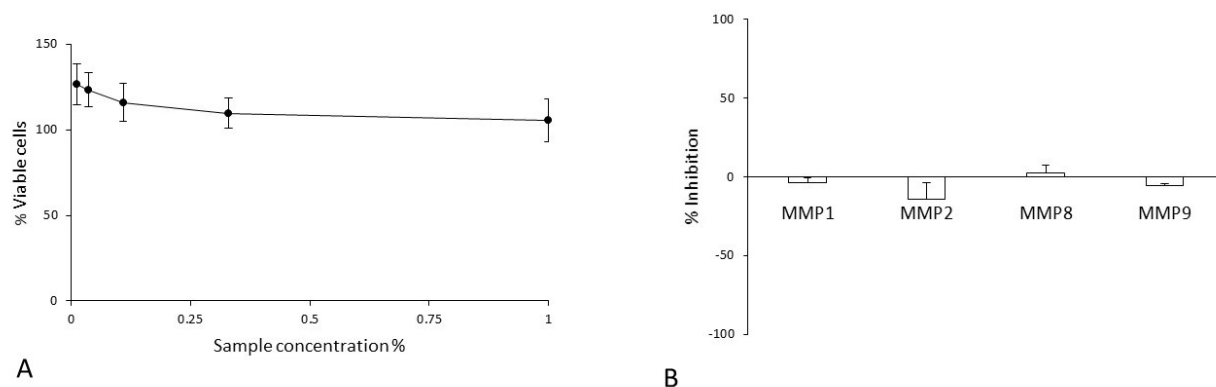 150
100
50
0
% Viable cells
0 0.25 0.5 0.75 1
Sample concentration %
A
100
50
0
-50
-100
% Inhibition
MMP1 MMP2 MMP8 MMP9
B